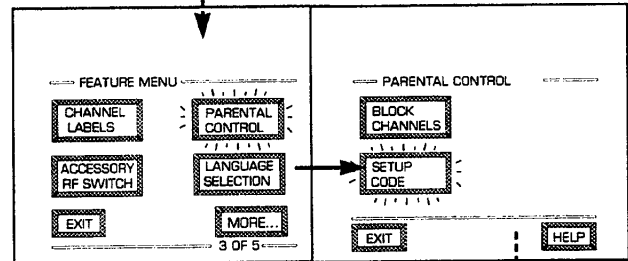 FEATURE MENU
CHANNEL
LABELS
PARENTAL
CONTROL
ACCESSORY
RF SWITCH
LANGUAGE
SELECTION
EXIT
MORE...
3 OF 5
PARENTAL CONTROL
BLOCK
CHANNELS
SETUP
CODE
EXIT
HELP